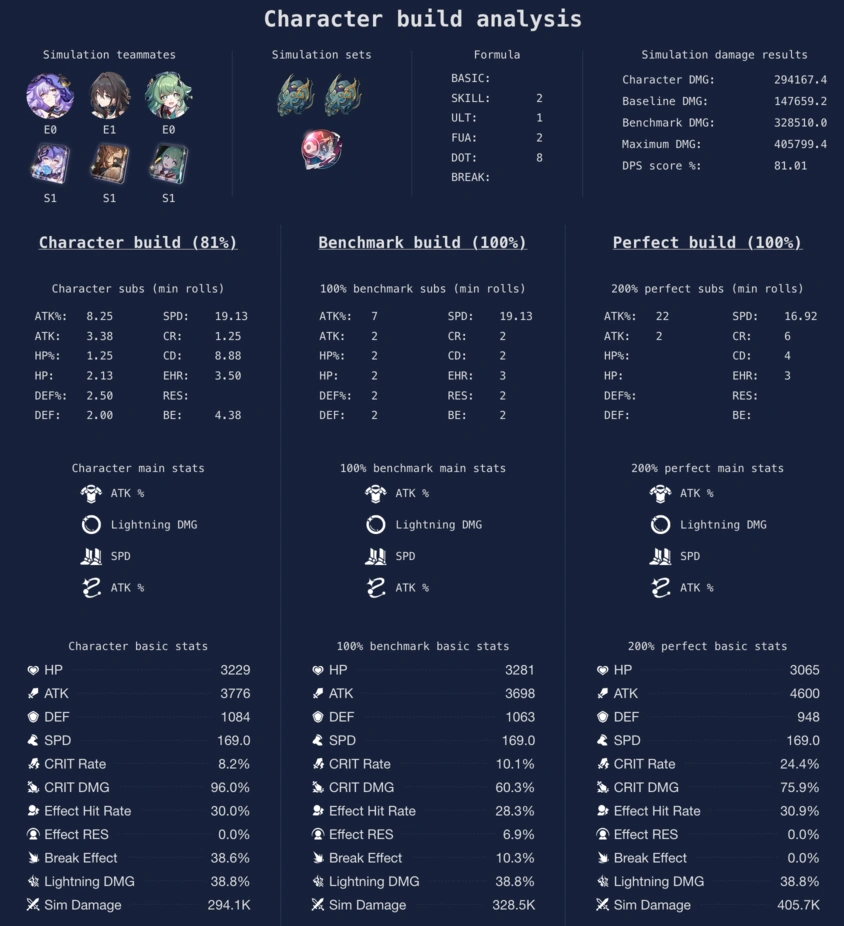 Character build analysis
Simulation teammates
E0 E1 E0
S1 S1 S1
Simulation sets
Formula
BASIC:
SKILL: 2
ULT: 1
FUA: 2
DOT: 8
BREAK:
Simulation damage results
Character DMG: 294167.4
Baseline DMG: 147659.2
Benchmark DMG: 328510.0
Maximum DMG: 405799.4
DPS score %: 81.01
Character build (81%)
Character subs (min rolls)
ATK%: 8.25 SPD: 19.13
ATK: 3.38 CR: 1.25
HP%: 1.25 CD: 8.88
HP: 2.13 EHR: 3.50
DEF%: 2.50 RES:
DEF: 2.00 BE: 4.38
Character main stats
ATK %
Lightning DMG
SPD
ATK %
Character basic stats
HP 3229
ATK 3776
DEF 1084
SPD 169.0
CRIT Rate 8.2%
CRIT DMG 96.0%
Effect Hit Rate 30.0%
Effect RES 0.0%
Break Effect 38.6%
Lightning DMG 38.8%
Sim Damage 294.1K
Benchmark build (100%)
100% benchmark subs (min rolls)
ATK%: 7 SPD: 19.13
ATK: 2 CR: 2
HP%: 2 CD: 2
HP: 2 EHR: 3
DEF%: 2 RES: 2
DEF: 2 BE: 2
100% benchmark main stats
ATK %
Lightning DMG
SPD
ATK %
100% benchmark basic stats
HP 3281
ATK 3698
DEF 1063
SPD 169.0
CRIT Rate 10.1%
CRIT DMG 60.3%
Effect Hit Rate 28.3%
Effect RES 6.9%
Break Effect 10.3%
Lightning DMG 38.8%
Sim Damage 328.5K
Perfect build (100%)
200% perfect subs (min rolls)
ATK%: 22 SPD: 16.92
ATK: 2 CR: 6
HP%: CD: 4
HP: EHR: 3
DEF%: RES:
DEF: BE:
200% perfect main stats
ATK %
Lightning DMG
SPD
ATK %
200% perfect basic stats
HP 3065
ATK 4600
DEF 948
SPD 169.0
CRIT Rate 24.4%
CRIT DMG 75.9%
Effect Hit Rate 30.9%
Effect RES 0.0%
Break Effect 0.0%
Lightning DMG 38.8%
Sim Damage 405.7K